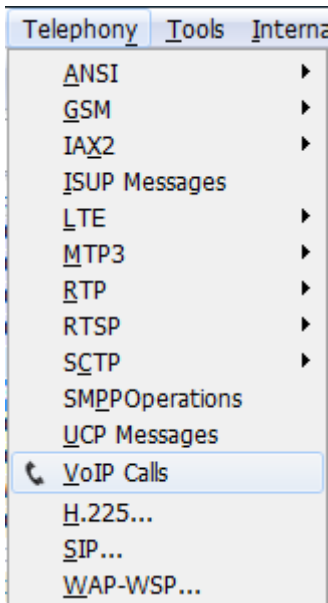 Telephony Tools Interna
ANSI
GSM
IAX2
ISUP Messages
LTE
MTP3
RTP
RTSP
SCTP
SMPPOperations
UCP Messages
VoIP Calls
H.225...
SIP...
WAP-WSP...